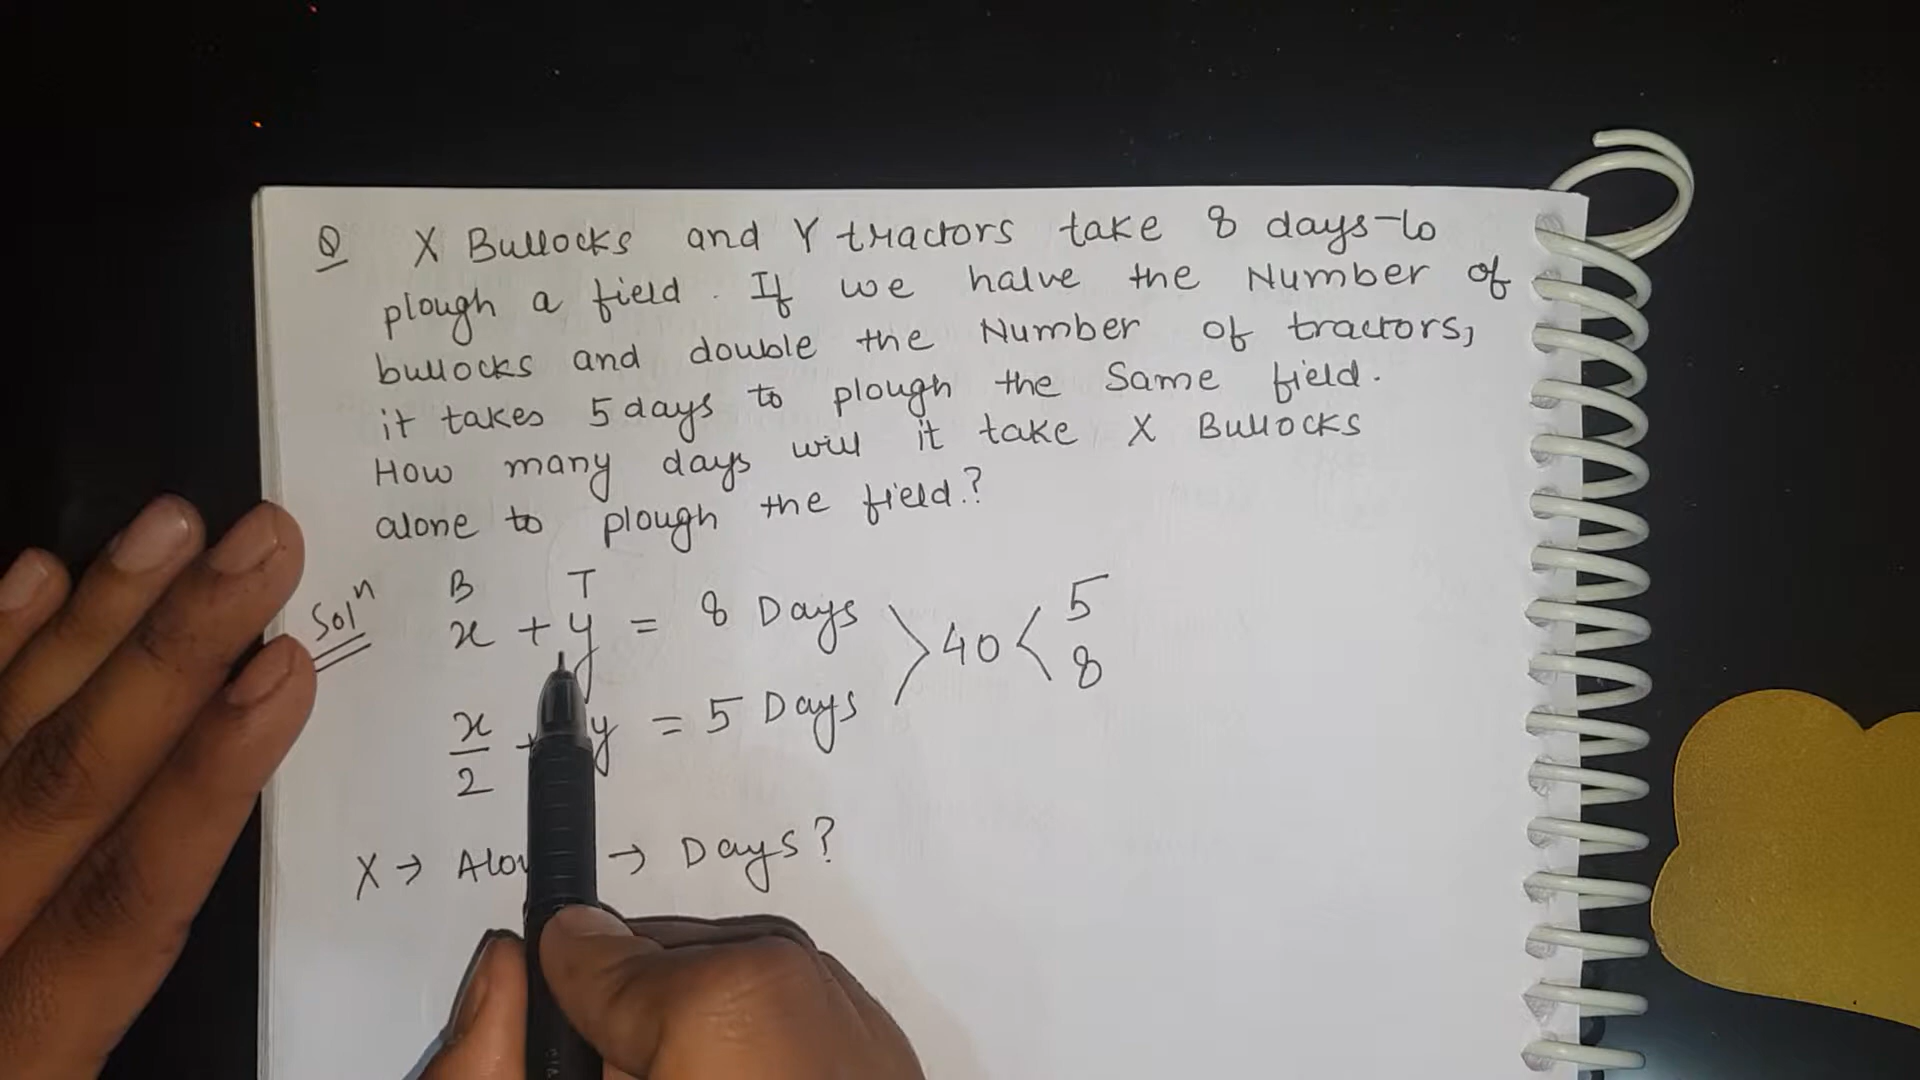 Q X Bullocks and Y tractors take 8 days to
plough a field. If we halve the Number of
bullocks and double the Number of tractors,
it takes 5 days to plough the Same field.
How many days will it take X Bullocks
alone to plough the field.?
Solⁿ
B T
x + y = 8 Days > 40 < 5
8
x/2 y = 5 Days
X → → Days?